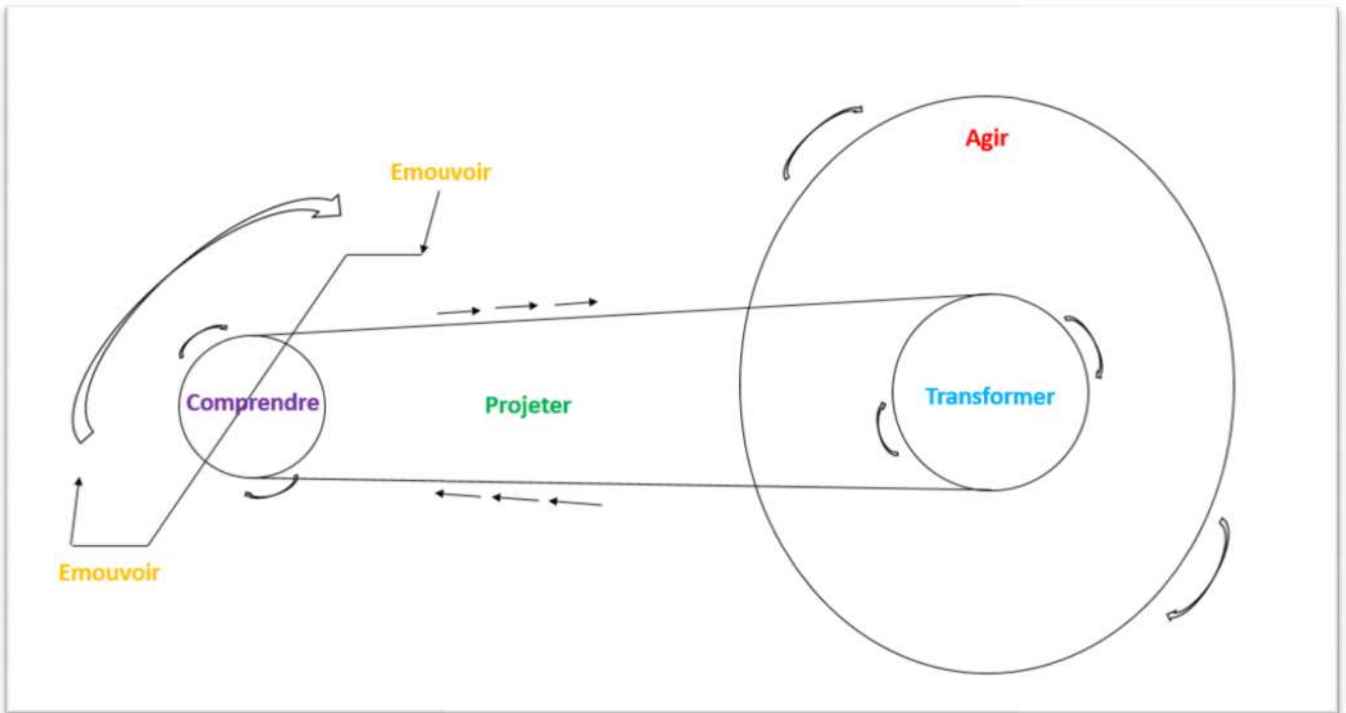 Agir
Emouvoir
Comprendre
Projeter
Transformer
Emouvoir